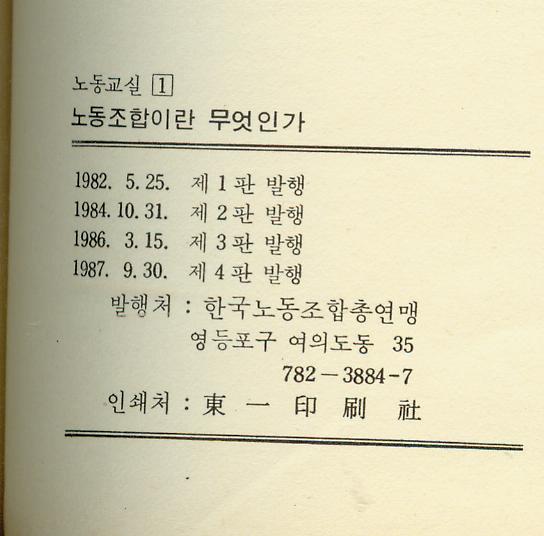 노동교실 1
노동조합이란 무엇인가
1982. 5. 25. 제 1 판 발행
1984. 10. 31. 제 2 판 발행
1986. 3. 15. 제 3 판 발행
1987. 9. 30. 제 4 판 발행
발행처 : 한국노동조합총연맹
영등포구 여의도동 35
782-3884-7
인쇄처 : 東一印刷社